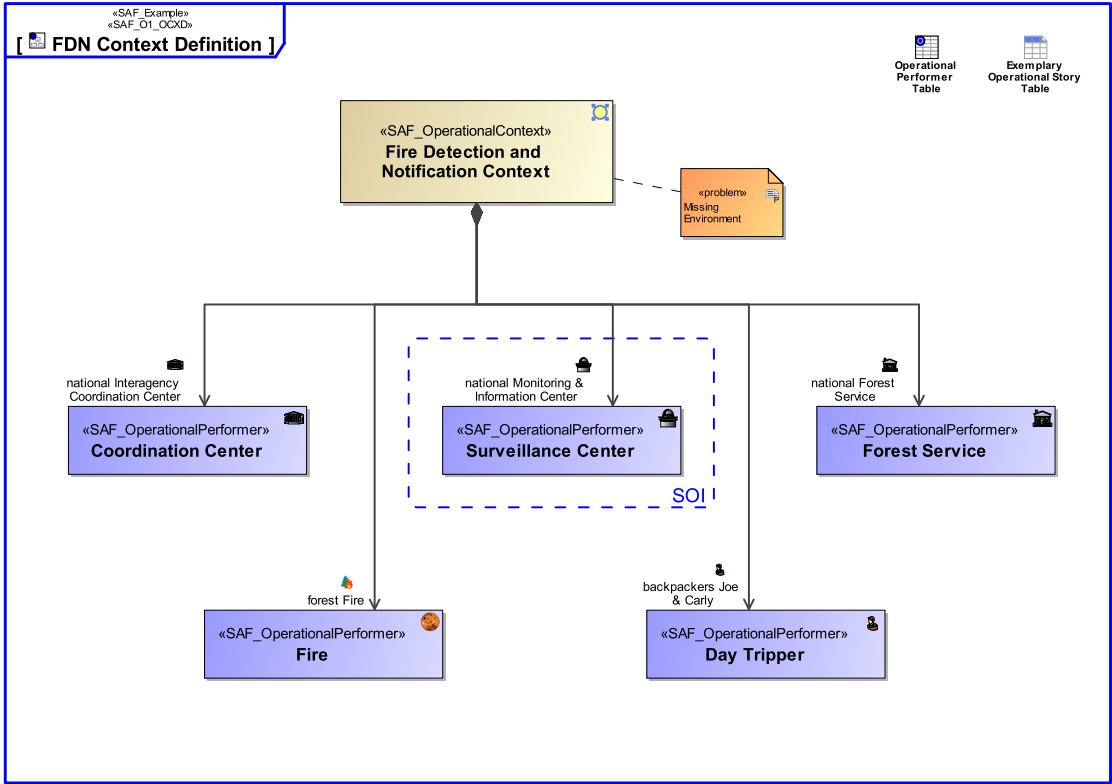 «SAF_Example»
«SAF_O1_OCXD»
[ FDN Context Definition ]
Operational
Performer
Table
Exemplary
Operational Story
Table
«SAF_OperationalContext»
Fire Detection and
Notification Context
«problem»
Missing
Environment
national Interagency
Coordination Center
«SAF_OperationalPerformer»
Coordination Center
national Monitoring &
Information Center
«SAF_OperationalPerformer»
Surveillance Center
SOI
national Forest
Service
«SAF_OperationalPerformer»
Forest Service
forest Fire
«SAF_OperationalPerformer»
Fire
backpackers Joe
& Carly
«SAF_OperationalPerformer»
Day Tripper